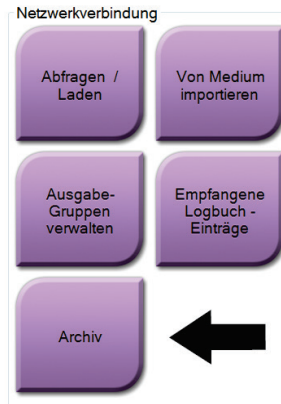 Netzwerkverbindung
Abfragen /
Laden
Von Medium
importieren
Ausgabe-
Gruppen
verwalten
Empfangene
Logbuch -
Einträge
Archiv